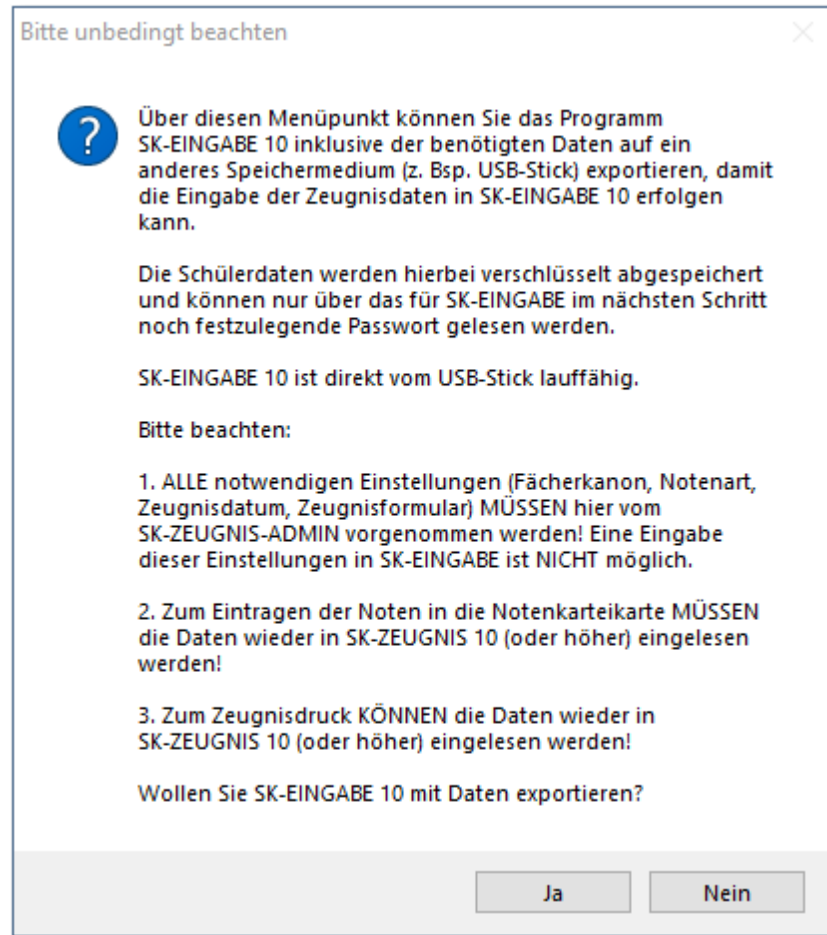 Bitte unbedingt beachten
Über diesen Menüpunkt können Sie das Programm
SK-EINGABE 10 inklusive der benötigten Daten auf ein
anderes Speichermedium (z. Bsp. USB-Stick) exportieren, damit
die Eingabe der Zeugnisdaten in SK-EINGABE 10 erfolgen
kann.
Die Schülerdaten werden hierbei verschlüsselt abgespeichert
und können nur über das für SK-EINGABE im nächsten Schritt
noch festzulegende Passwort gelesen werden.
SK-EINGABE 10 ist direkt vom USB-Stick lauffähig.
Bitte beachten:
1. ALLE notwendigen Einstellungen (Fächerkanon, Notenart,
Zeugnisdatum, Zeugnisformular) MÜSSEN hier vom
SK-ZEUGNIS-ADMIN vorgenommen werden! Eine Eingabe
dieser Einstellungen in SK-EINGABE ist NICHT möglich.
2. Zum Eintragen der Noten in die Notenkarteikarte MÜSSEN
die Daten wieder in SK-ZEUGNIS 10 (oder höher) eingelesen
werden!
3. Zum Zeugnisdruck KÖNNEN die Daten wieder in
SK-ZEUGNIS 10 (oder höher) eingelesen werden!
Wollen Sie SK-EINGABE 10 mit Daten exportieren?
Ja Nein